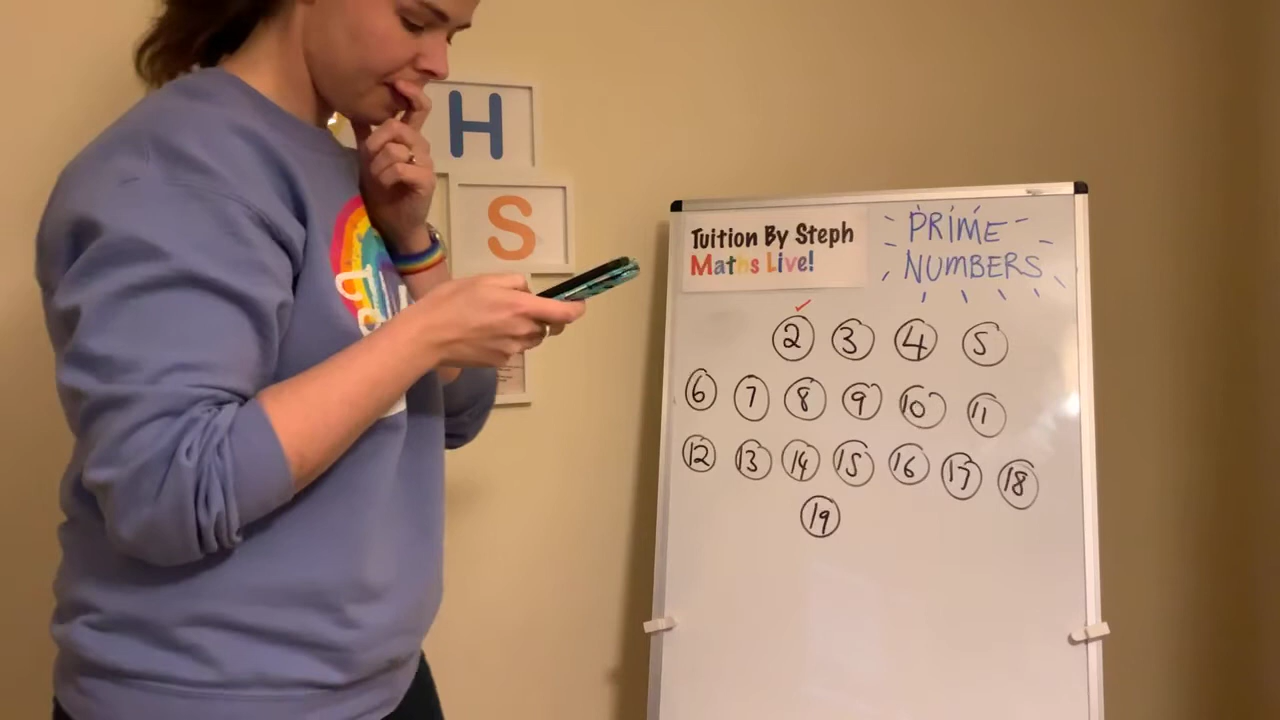 H
S
Tuition By Steph
Maths Live!
PRIME
NUMBERS
2 3 4 5
6 7 8 9 10 11
12 13 14 15 16 17 18
19